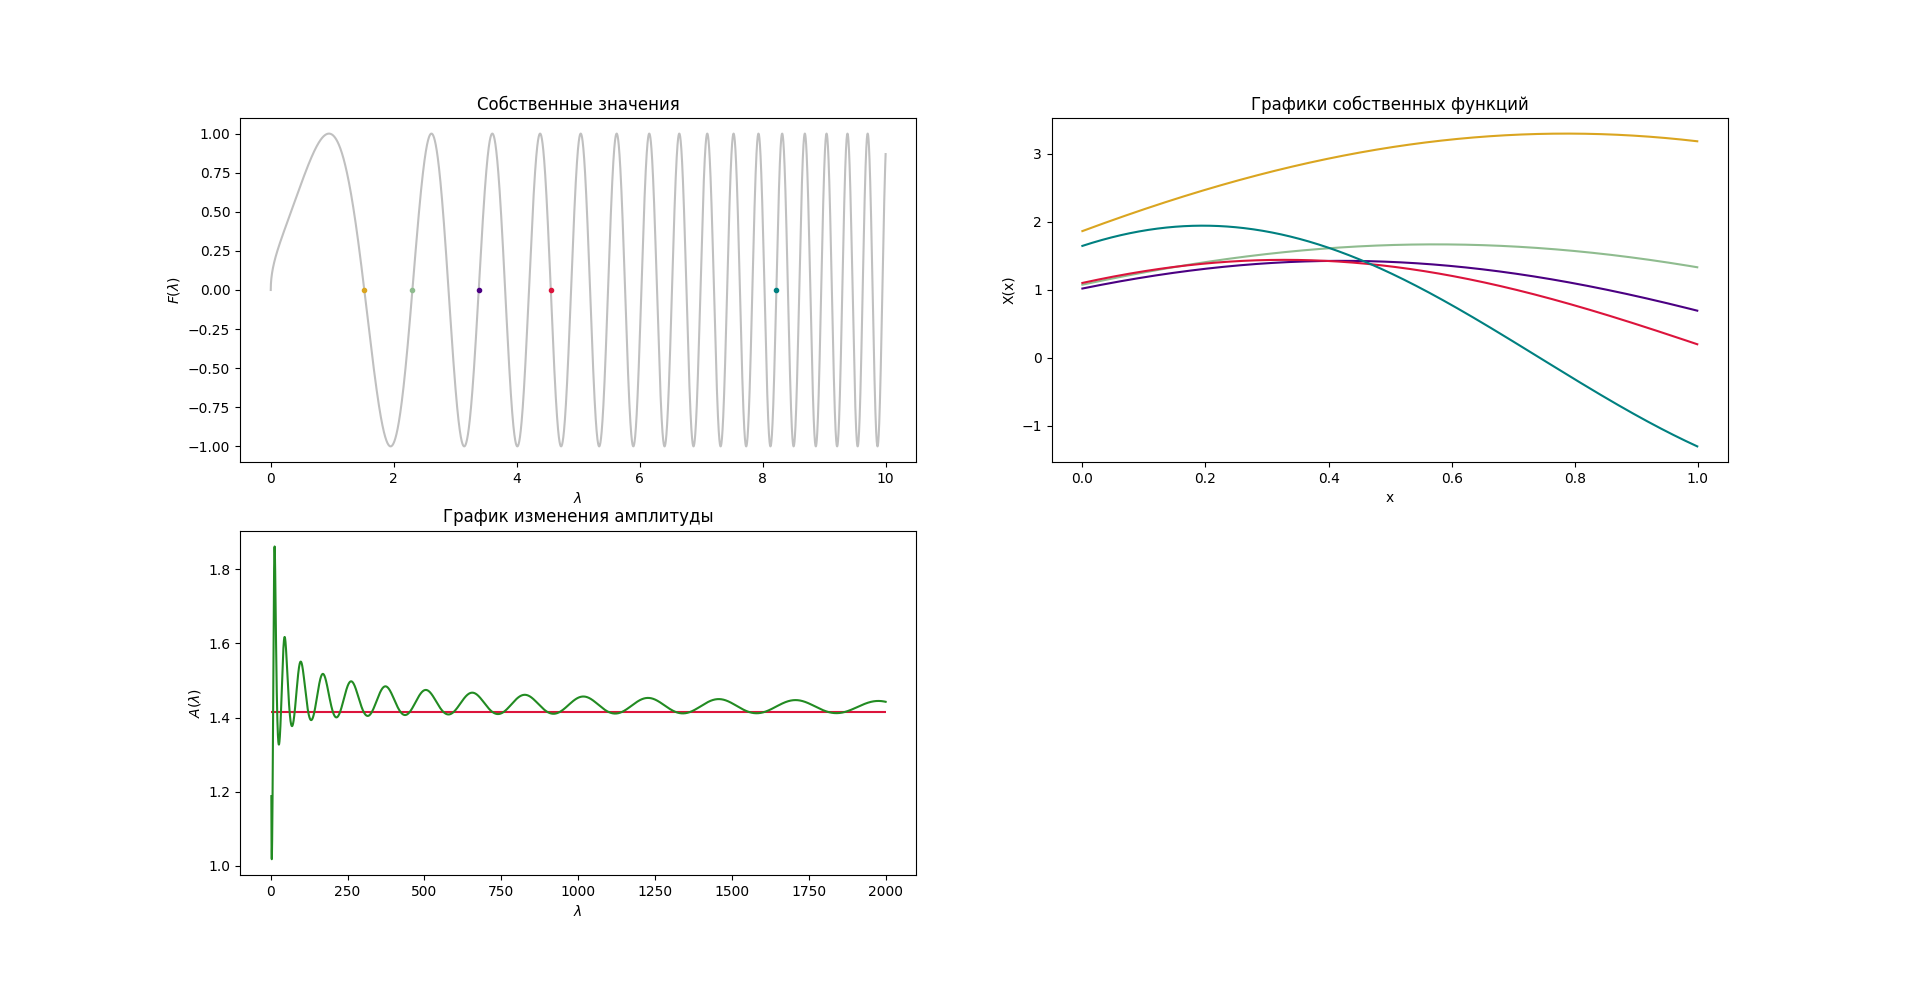 Собственные значения
1.00
0.75
0.50
0.25
0.00
−0.25
−0.50
−0.75
−1.00
F(λ)
0 2 4 6 8 10
λ
Графики собственных функций
3
2
1
0
−1
X(x)
0.0 0.2 0.4 0.6 0.8 1.0
x
График изменения амплитуды
1.8
1.6
1.4
1.2
1.0
A(λ)
0 250 500 750 1000 1250 1500 1750 2000
λ